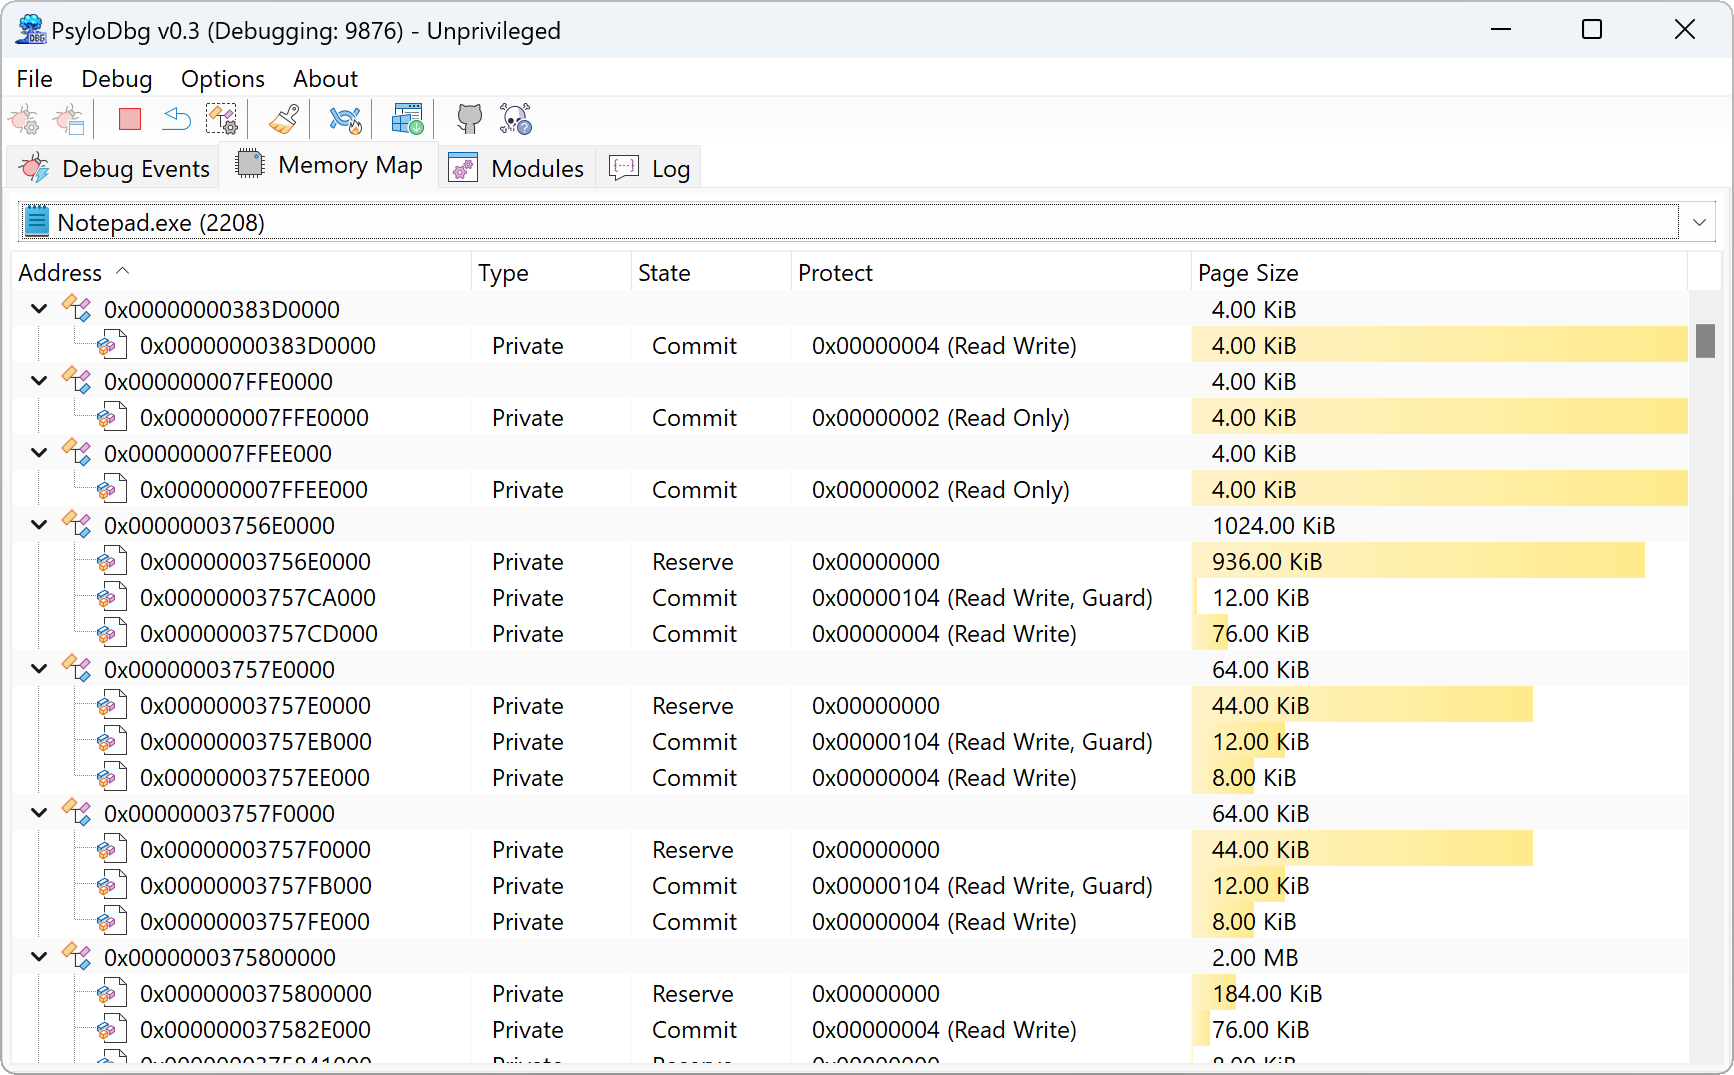 PsyloDbg v0.3 (Debugging: 9876) - Unprivileged
File Debug Options About
Debug Events Memory Map Modules Log
Notepad.exe (2208)
Address Type State Protect Page Size
0x00000000383D0000 4.00 KiB
0x00000000383D0000 Private Commit 0x00000004 (Read Write) 4.00 KiB
0x000000007FFE0000 4.00 KiB
0x000000007FFE0000 Private Commit 0x00000002 (Read Only) 4.00 KiB
0x000000007FFEE000 4.00 KiB
0x000000007FFEE000 Private Commit 0x00000002 (Read Only) 4.00 KiB
0x00000003756E0000 1024.00 KiB
0x00000003756E0000 Private Reserve 0x00000000 936.00 KiB
0x00000003757CA000 Private Commit 0x00000104 (Read Write, Guard) 12.00 KiB
0x00000003757CD000 Private Commit 0x00000004 (Read Write) 76.00 KiB
0x00000003757E0000 64.00 KiB
0x00000003757E0000 Private Reserve 0x00000000 44.00 KiB
0x00000003757EB000 Private Commit 0x00000104 (Read Write, Guard) 12.00 KiB
0x00000003757EE000 Private Commit 0x00000004 (Read Write) 8.00 KiB
0x00000003757F0000 64.00 KiB
0x00000003757F0000 Private Reserve 0x00000000 44.00 KiB
0x00000003757FB000 Private Commit 0x00000104 (Read Write, Guard) 12.00 KiB
0x00000003757FE000 Private Commit 0x00000004 (Read Write) 8.00 KiB
0x0000000375800000 2.00 MB
0x0000000375800000 Private Reserve 0x00000000 184.00 KiB
0x000000037582E000 Private Commit 0x00000004 (Read Write) 76.00 KiB